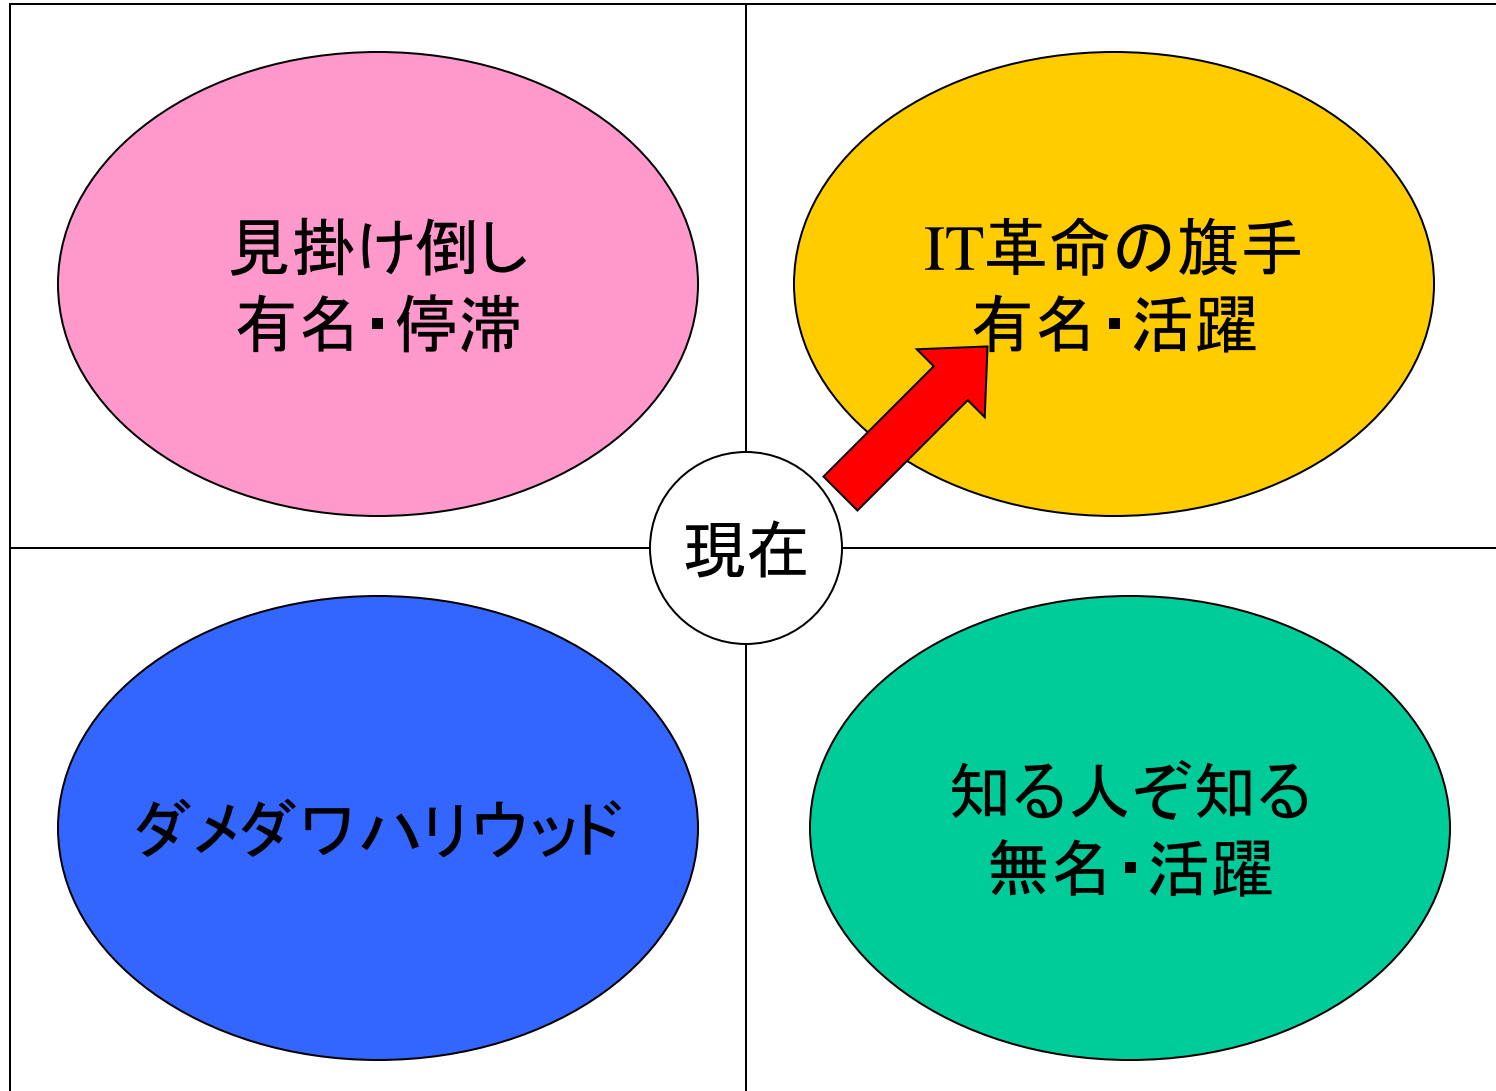 見掛け倒し
有名・停滞
IT革命の旗手
有名・活躍
現在
ダメダワハリウッド
知る人ぞ知る
無名・活躍